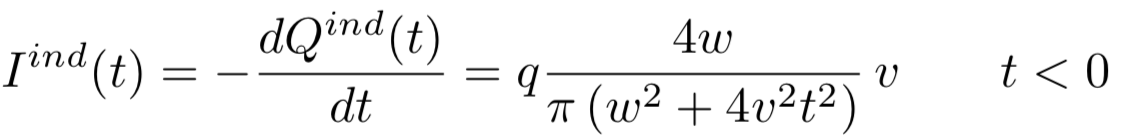 I^{ind}(t) = -\frac{dQ^{ind}(t)}{dt} = q \frac{4w}{\pi (w^2 + 4v^2t^2)} v \qquad t < 0